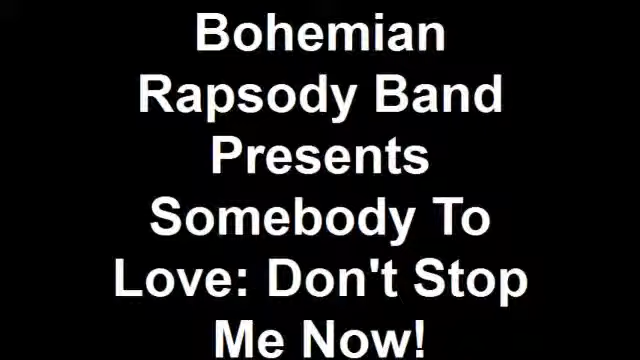 Bohemian
Rapsody Band
Presents
Somebody To
Love: Don't Stop
Me Now!